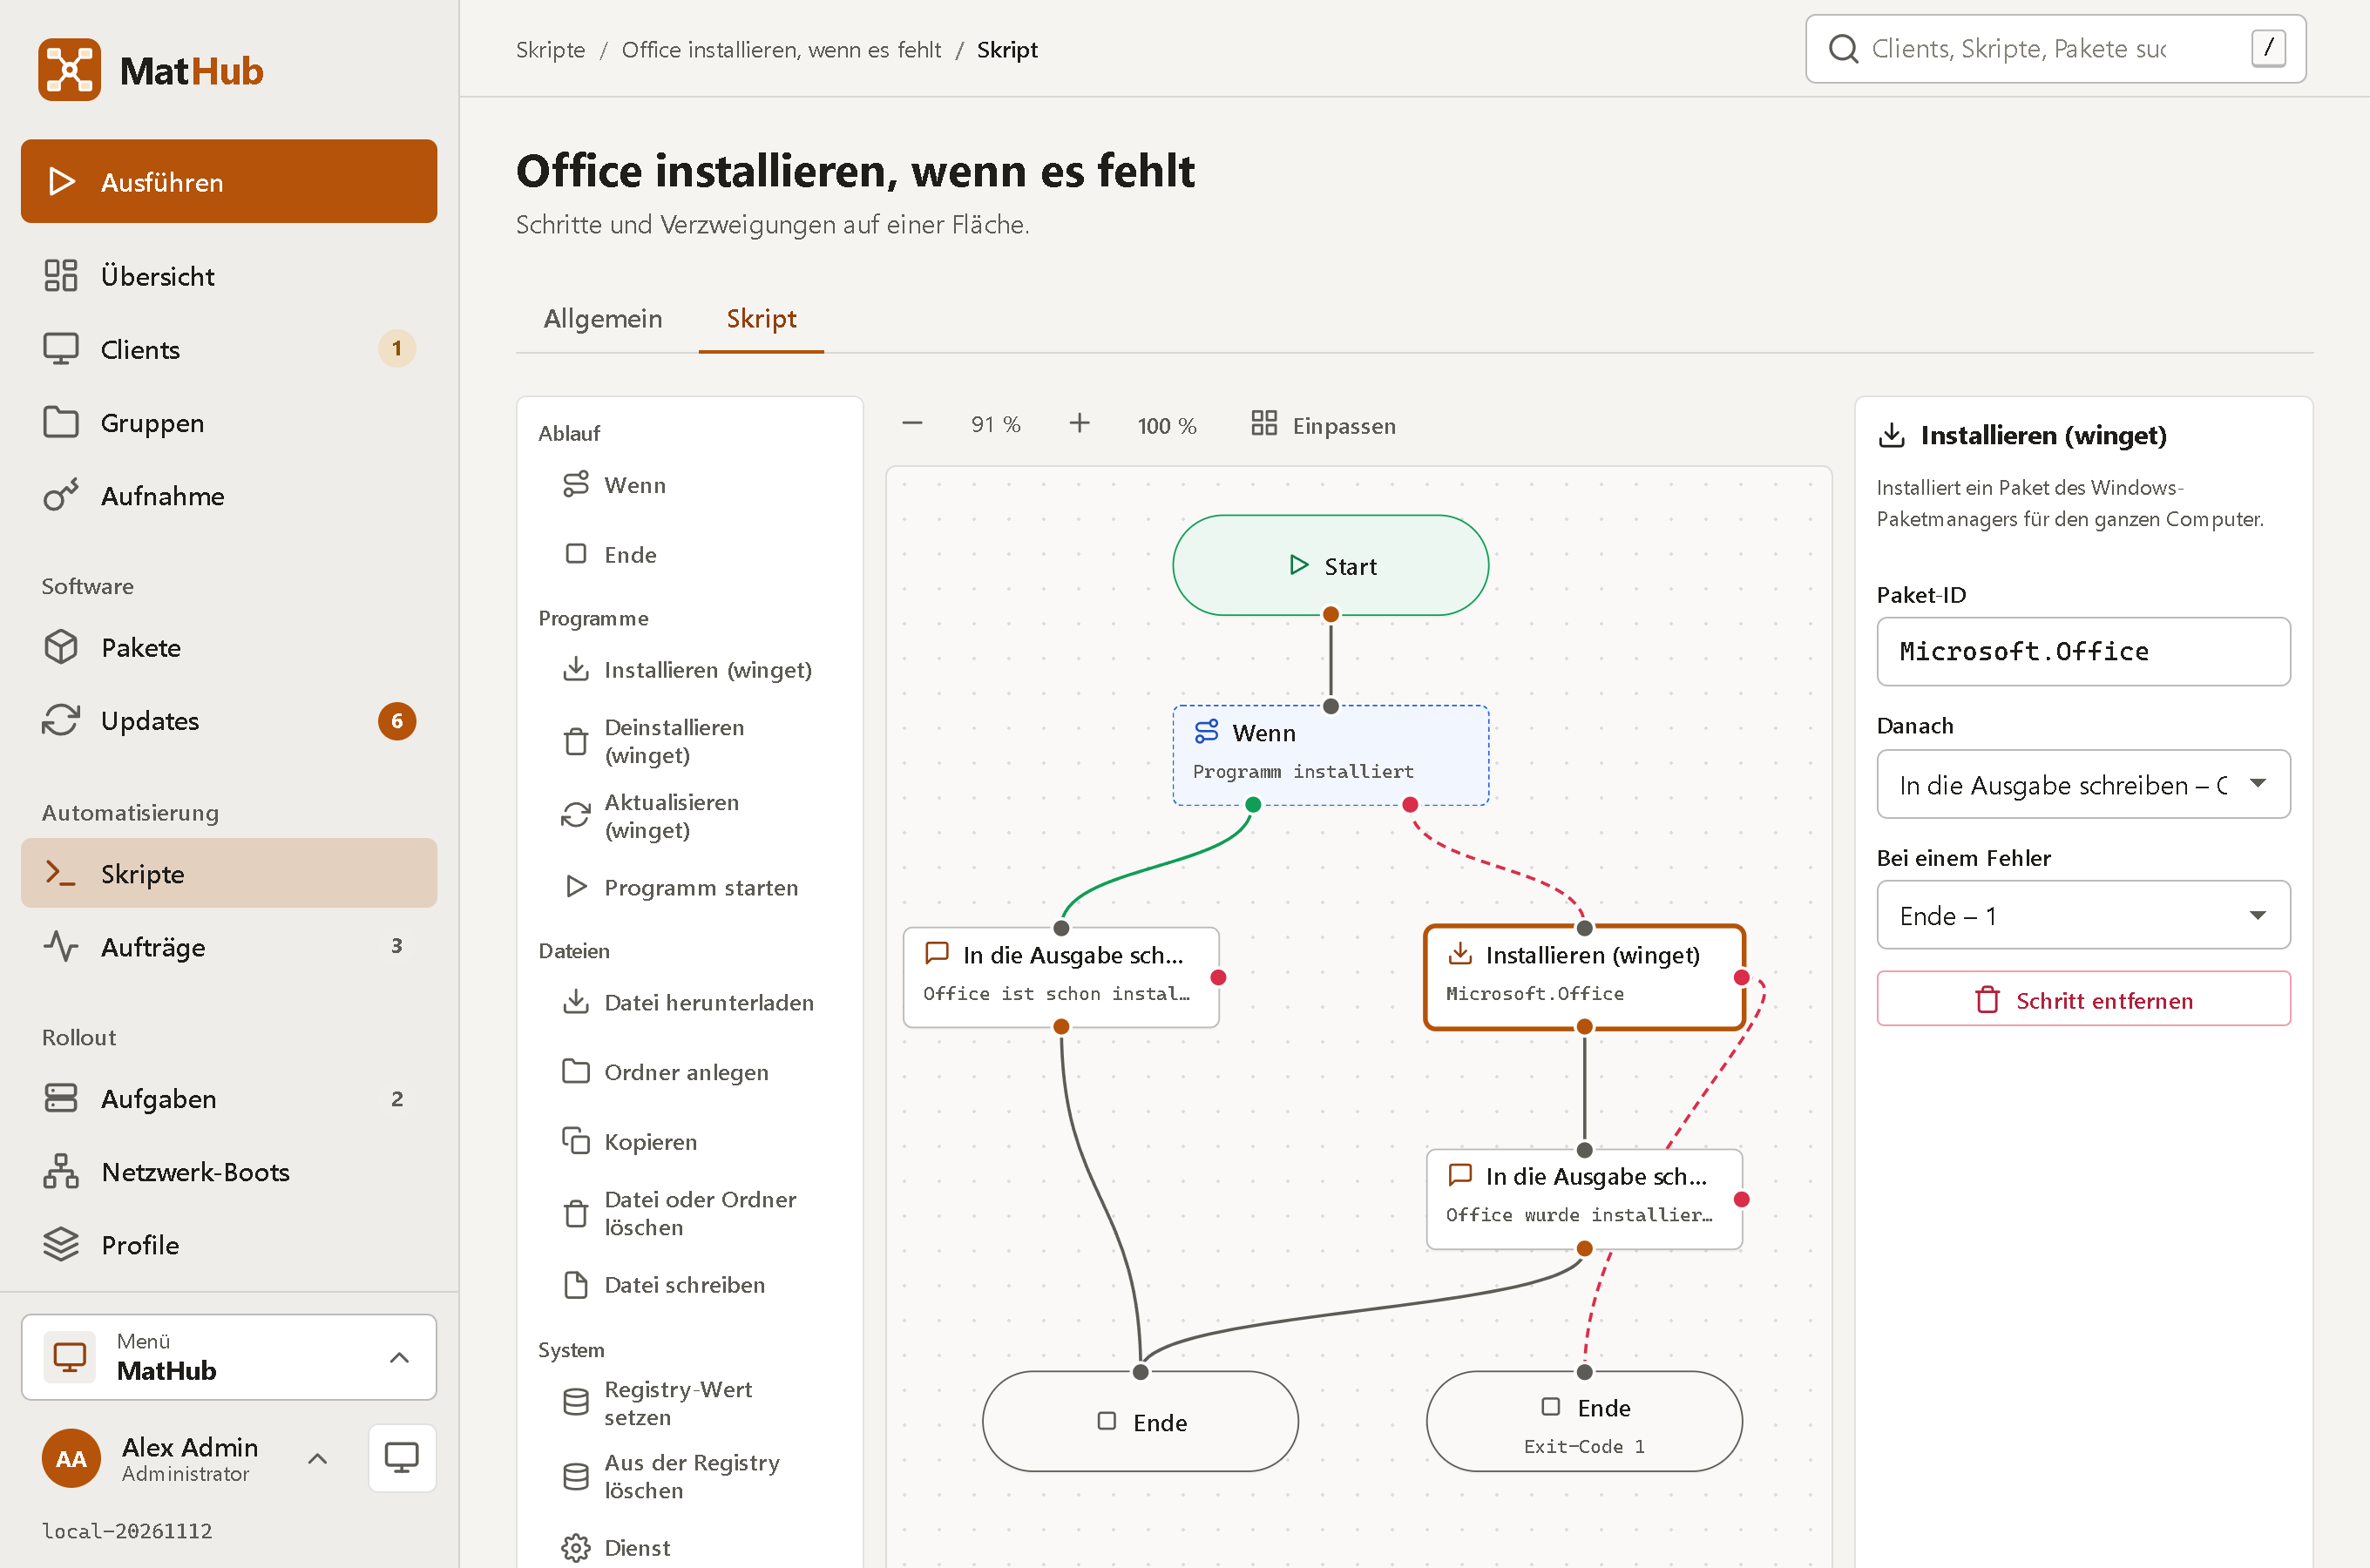 MatHub
Ausführen
Übersicht
Clients 1
Gruppen
Aufnahme
Software
Pakete
Updates 6
Automatisierung
Skripte
Aufträge 3
Rollout
Aufgaben 2
Netzwerk-Boots
Profile
Menü
MatHub
AA
Alex Admin
Administrator
local-20261112
Skripte / Office installieren, wenn es fehlt / Skript
Clients, Skripte, Pakete suc /
Office installieren, wenn es fehlt
Schritte und Verzweigungen auf einer Fläche.
Allgemein Skript
Ablauf
Wenn
Ende
Programme
Installieren (winget)
Deinstallieren
(winget)
Aktualisieren
(winget)
Programm starten
Dateien
Datei herunterladen
Ordner anlegen
Kopieren
Datei oder Ordner
löschen
Datei schreiben
System
Registry-Wert
setzen
Aus der Registry
löschen
Dienst
91 % 100 % Einpassen
Start
Wenn
Programm installiert
In die Ausgabe sch...
Office ist schon instal…
Installieren (winget)
Microsoft.Office
In die Ausgabe sch...
Office wurde installier…
Ende
Ende
Exit-Code 1
Installieren (winget)
Installiert ein Paket des Windows-
Paketmanagers für den ganzen Computer.
Paket-ID
Microsoft.Office
Danach
In die Ausgabe schreiben –
Bei einem Fehler
Ende – 1
Schritt entfernen